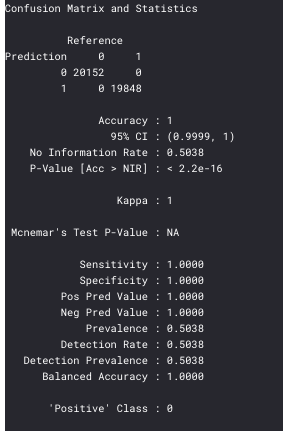 Confusion Matrix and Statistics
Reference
Prediction 0 1
0 20152 0
1 0 19848
Accuracy : 1
95% CI : (0.9999, 1)
No Information Rate : 0.5038
P-Value [Acc > NIR] : < 2.2e-16
Kappa : 1
Mcnemar's Test P-Value : NA
Sensitivity : 1.0000
Specificity : 1.0000
Pos Pred Value : 1.0000
Neg Pred Value : 1.0000
Prevalence : 0.5038
Detection Rate : 0.5038
Detection Prevalence : 0.5038
Balanced Accuracy : 1.0000
'Positive' Class : 0